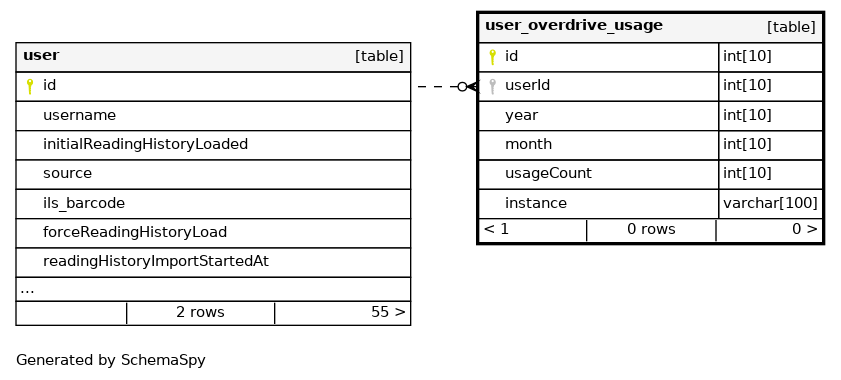 user [table]
id
username
initialReadingHistoryLoaded
source
ils_barcode
forceReadingHistoryLoad
readingHistoryImportStartedAt
...
2 rows 55 >
user_overdrive_usage [table]
id int[10]
userId int[10]
year int[10]
month int[10]
usageCount int[10]
instance varchar[100]
< 1 0 rows 0 >
Generated by SchemaSpy